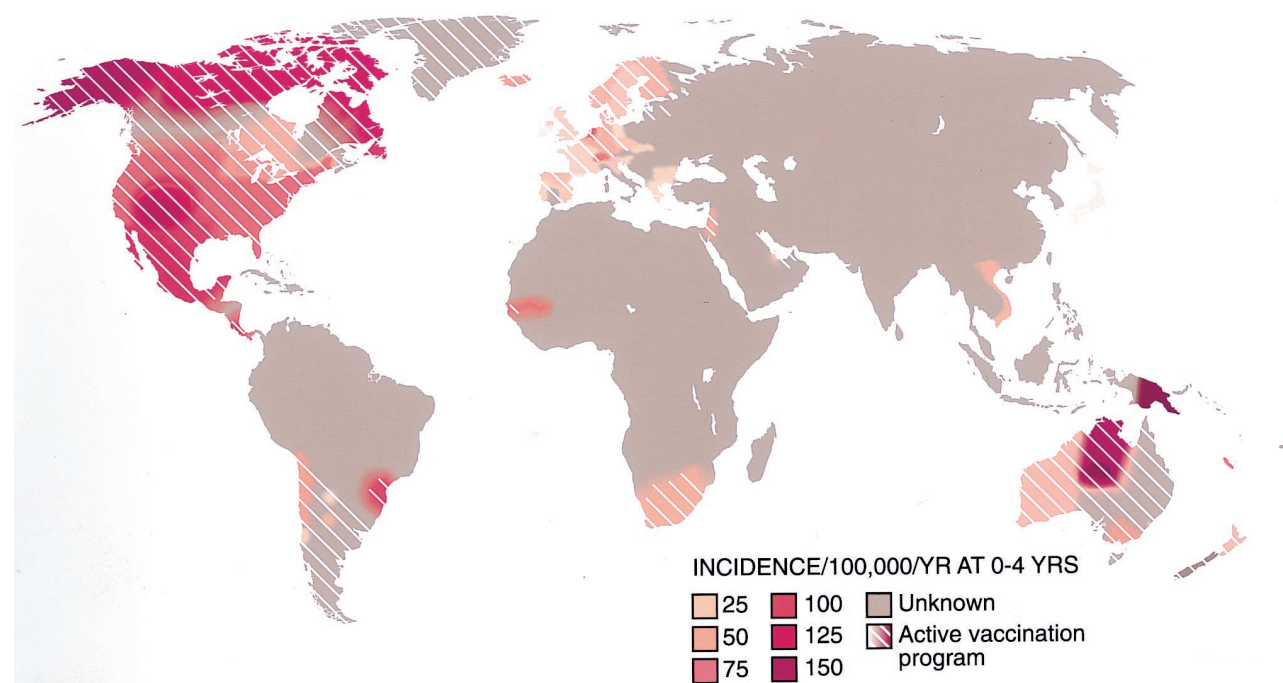 INCIDENCE/100,000/YR AT 0-4 YRS
25
100
Unknown
50
125
Active vaccination
program
75
150